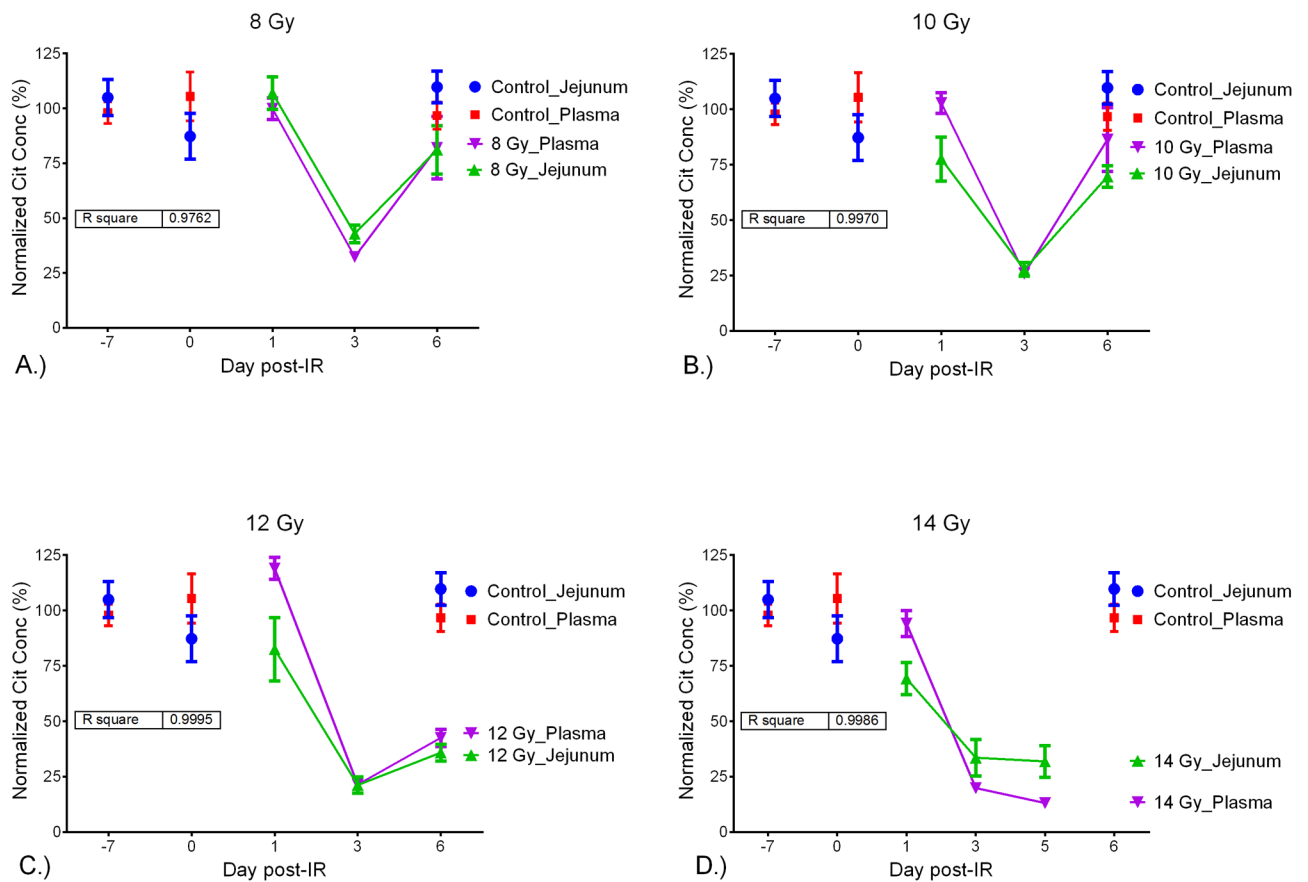 8 Gy
Normalized Cit Conc (%)
125
100
75
50
25
0
-7 0 1 3 6
Day post-IR
Control_Jejunum
Control_Plasma
8 Gy_Plasma
8 Gy_Jejunum
R square 0.9762
A.)
10 Gy
Normalized Cit Conc (%)
125
100
75
50
25
0
-7 0 1 3 6
Day post-IR
Control_Jejunum
Control_Plasma
10 Gy_Plasma
10 Gy_Jejunum
R square 0.9970
B.)
12 Gy
Normalized Cit Conc (%)
125
100
75
50
25
0
-7 0 1 3 6
Day post-IR
Control_Jejunum
Control_Plasma
12 Gy_Plasma
12 Gy_Jejunum
R square 0.9995
C.)
14 Gy
Normalized Cit Conc (%)
125
100
75
50
25
0
-7 0 1 3 5 6
Day post-IR
Control_Jejunum
Control_Plasma
14 Gy_Jejunum
14 Gy_Plasma
R square 0.9986
D.)